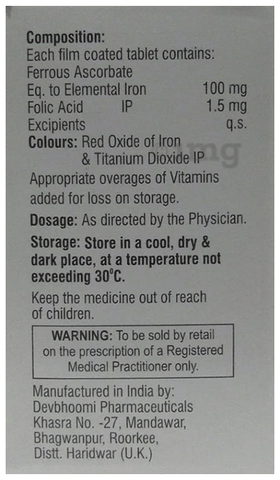 Composition:
Each film coated tablet contains:
Ferrous Ascorbate
Eq. to Elemental Iron 100 mg
Folic Acid IP 1.5 mg
Excipients q.s.
Colours: Red Oxide of Iron
& Titanium Dioxide IP
Appropriate overages of Vitamins
added for loss on storage.
Dosage: As directed by the Physician.
Storage: Store in a cool, dry &
dark place, at a temperature not
exceeding 30°C.
Keep the medicine out of reach
of children.
WARNING: To be sold by retail
on the prescription of a Registered
Medical Practitioner only.
Manufactured in India by:
Devbhoomi Pharmaceuticals
Khasra No. -27, Mandawar,
Bhagwanpur, Roorkee,
Distt. Haridwar (U.K.)